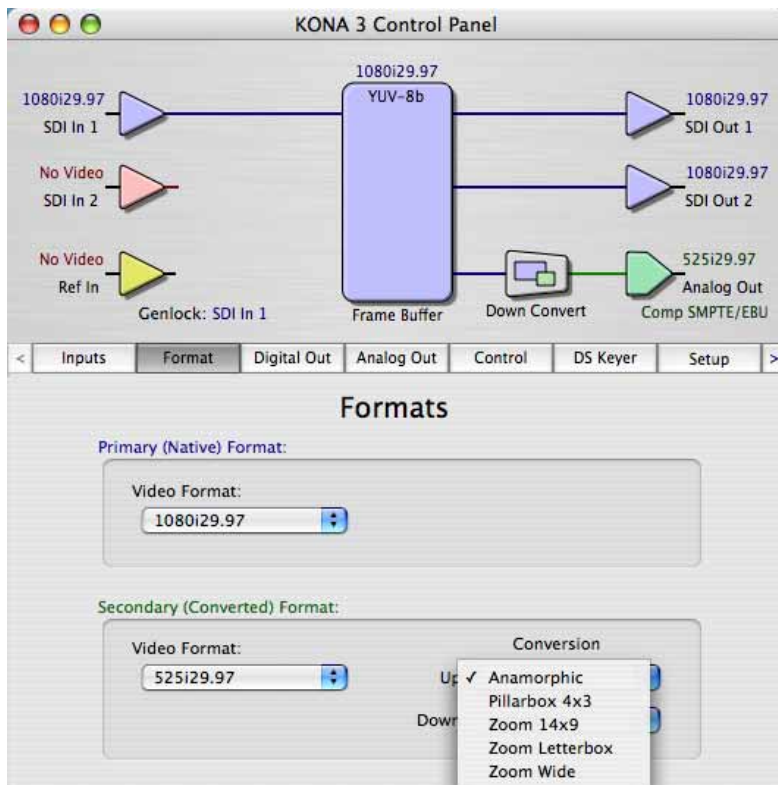 KONA 3 Control Panel
1080i29.97
YUV-8b
1080i29.97
SDI In 1
1080i29.97
SDI Out 1
No Video
SDI In 2
1080i29.97
SDI Out 2
No Video
Ref In
525i29.97
Analog Out
Genlock: SDI In 1
Frame Buffer
Down Convert
Comp SMPTE/EBU
< Inputs Format Digital Out Analog Out Control DS Keyer Setup >
Formats
Primary (Native) Format:
Video Format:
1080i29.97
Secondary (Converted) Format:
Video Format:
Conversion
525i29.97
Up
✓ Anamorphic
Pillarbox 4x3
Down
Zoom 14x9
Zoom Letterbox
Zoom Wide